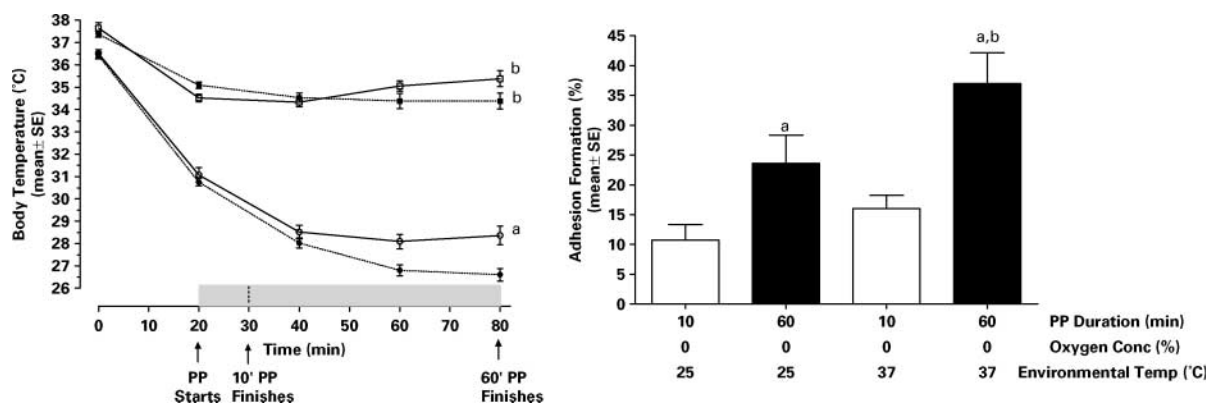 38
37
36
35
34
33
32
31
30
29
28
27
26
Body Temperature (°C)
(mean± SE)
b
b
a
0 10 20 30 40 50 60 70 80
Time (min)
PP
Starts
10' PP
Finishes
60' PP
Finishes
45
40
35
30
25
20
15
10
5
0
Adhesion Formation (%)
(mean± SE)
a
a,b
10 60 10 60 PP Duration (min)
0 0 0 0 Oxygen Conc (%)
25 25 37 37 Environmental Temp (°C)